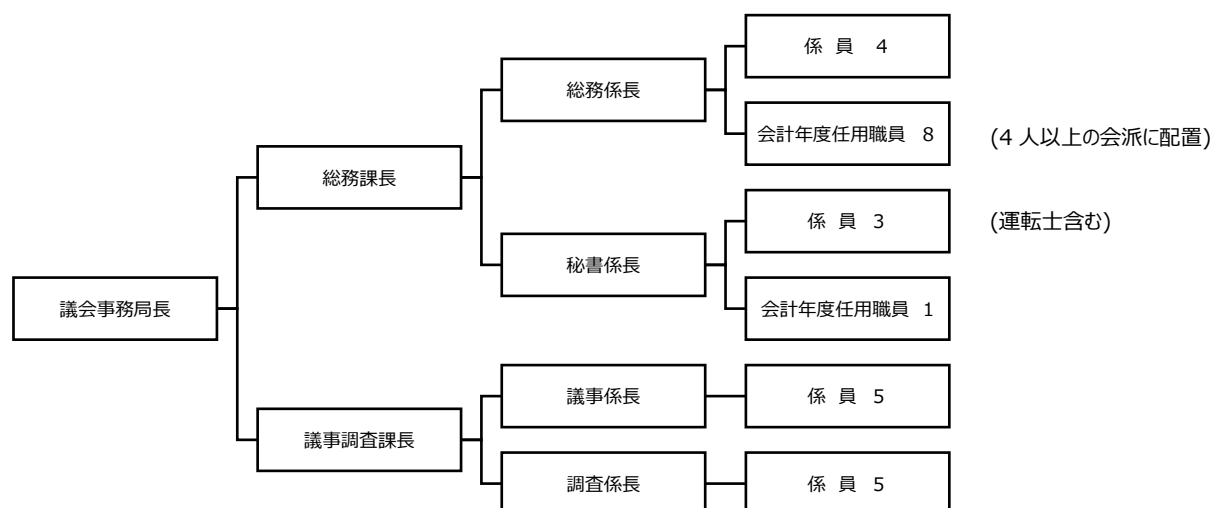 係 員 4
総務係長
会計年度任用職員 8 (4 人以上の会派に配置)
総務課長
係 員 3 (運転士含む)
秘書係長
議会事務局長
会計年度任用職員 1
議事係長
係 員 5
議事調査課長
調査係長
係 員 5